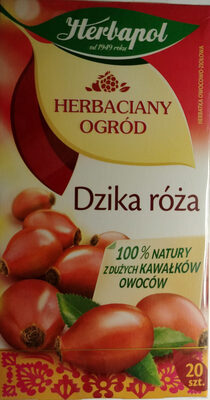 Herbapol
od 1949 roku
HERBATKA OWOCOWO-ZIOŁOWA
HERBACIANY
OGRÓD
Dzika róża
100% NATURY
Z DUŻYCH KAWAŁKÓW
OWOCÓW
20
szt.